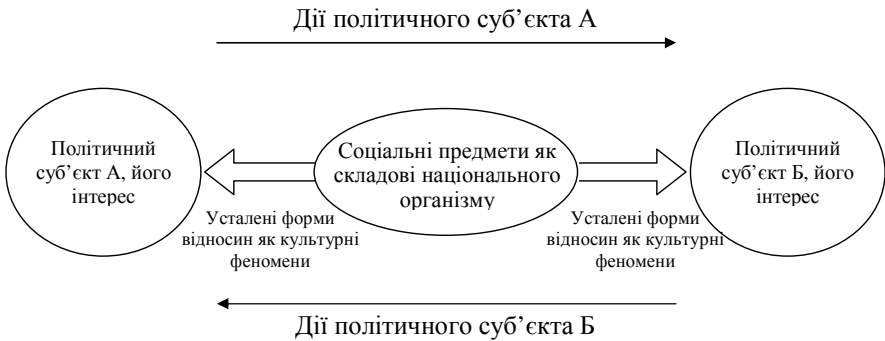 Дії політичного суб’єкта А
Політичний
суб’єкт А, його
інтерес
Соціальні предмети як
складові національного
організму
Політичний
суб’єкт Б, його
інтерес
Усталені форми
відносин як культурні
феномени
Усталені форми
відносин як культурні
феномени
Дії політичного суб’єкта Б